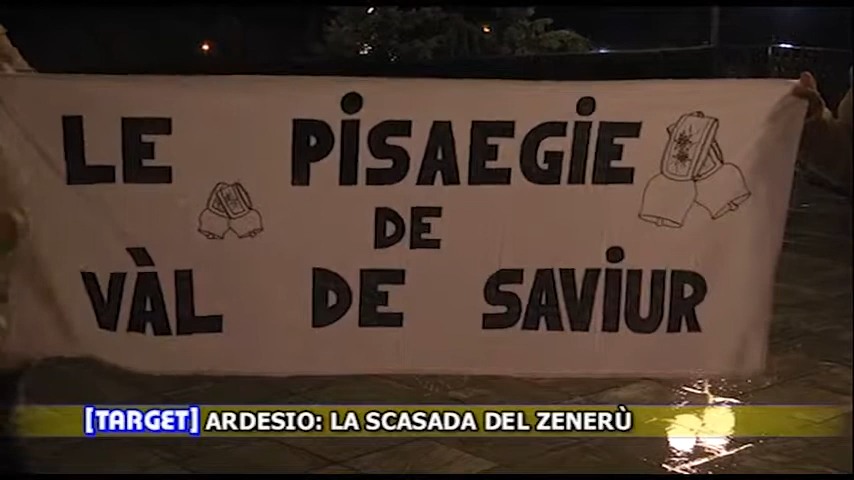 LE PiSAEGiE
DE
VÀL DE SAViUR
[TARGET] ARDESIO: LA SCASADA DEL ZENERÙ